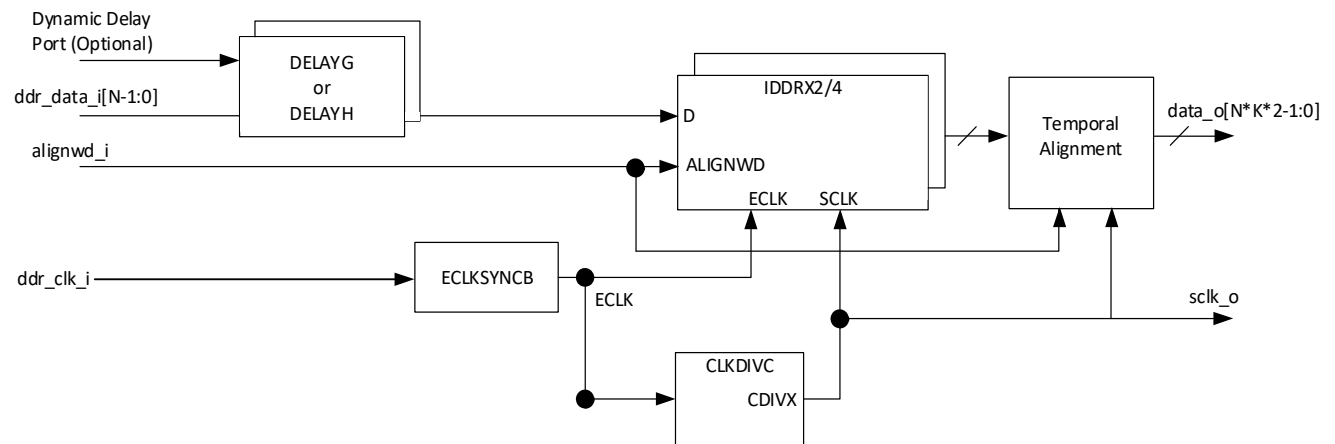 Dynamic Delay
Port (Optional)
ddr_data_i[N-1:0]
alignwd_i
ddr_clk_i
DELAYG
or
DELAYH
IDDRX2/4
D
ALIGNWD
ECLK
SCLK
Temporal
Alignment
data_o[N*K*2-1:0]
ECLKSYNCB
ECLK
sclk_o
CLKDIVC
CDIVX